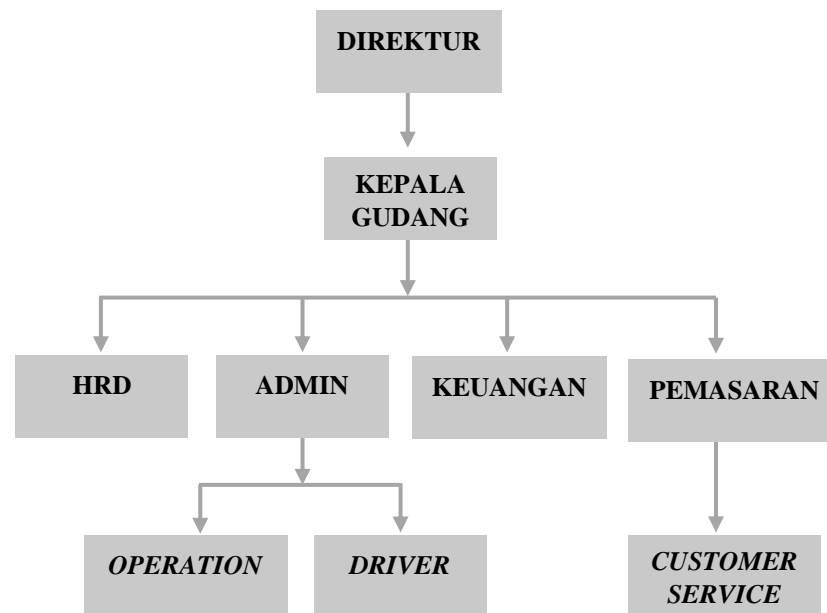 DIREKTUR
KEPALA
GUDANG
HRD
ADMIN
KEUANGAN
PEMASARAN
OPERATION
DRIVER
CUSTOMER
SERVICE